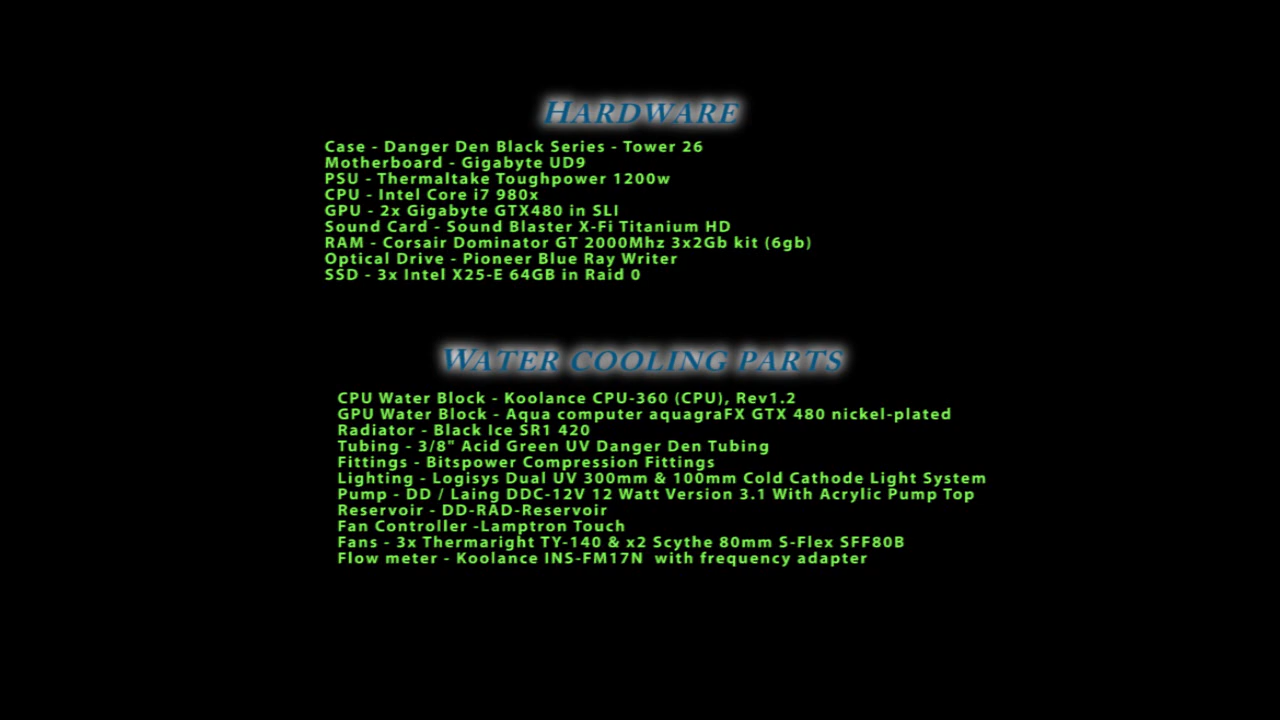 HARDWARE
Case - Danger Den Black Series - Tower 26
Motherboard - Gigabyte UD9
PSU - Thermaltake Toughpower 1200w
CPU - Intel Core i7 980x
GPU - 2x Gigabyte GTX480 in SLI
Sound Card - Sound Blaster X-Fi Titanium HD
RAM - Corsair Dominator GT 2000Mhz 3x2Gb kit (6gb)
Optical Drive - Pioneer Blue Ray Writer
SSD - 3x Intel X25-E 64GB in Raid 0
WATER COOLING PARTS
CPU Water Block - Koolance CPU-360 (CPU), Rev1.2
GPU Water Block - Aqua computer aquagraFX GTX 480 nickel-plated
Radiator - Black Ice SR1 420
Tubing - 3/8" Acid Green UV Danger Den Tubing
Fittings - Bitspower Compression Fittings
Lighting - Logisys Dual UV 300mm & 100mm Cold Cathode Light System
Pump - DD / Laing DDC-12V 12 Watt Version 3.1 With Acrylic Pump Top
Reservoir - DD-RAD-Reservoir
Fan Controller -Lamptron Touch
Fans - 3x Thermaright TY-140 & x2 Scythe 80mm S-Flex SFF80B
Flow meter - Koolance INS-FM17N  with frequency adapter